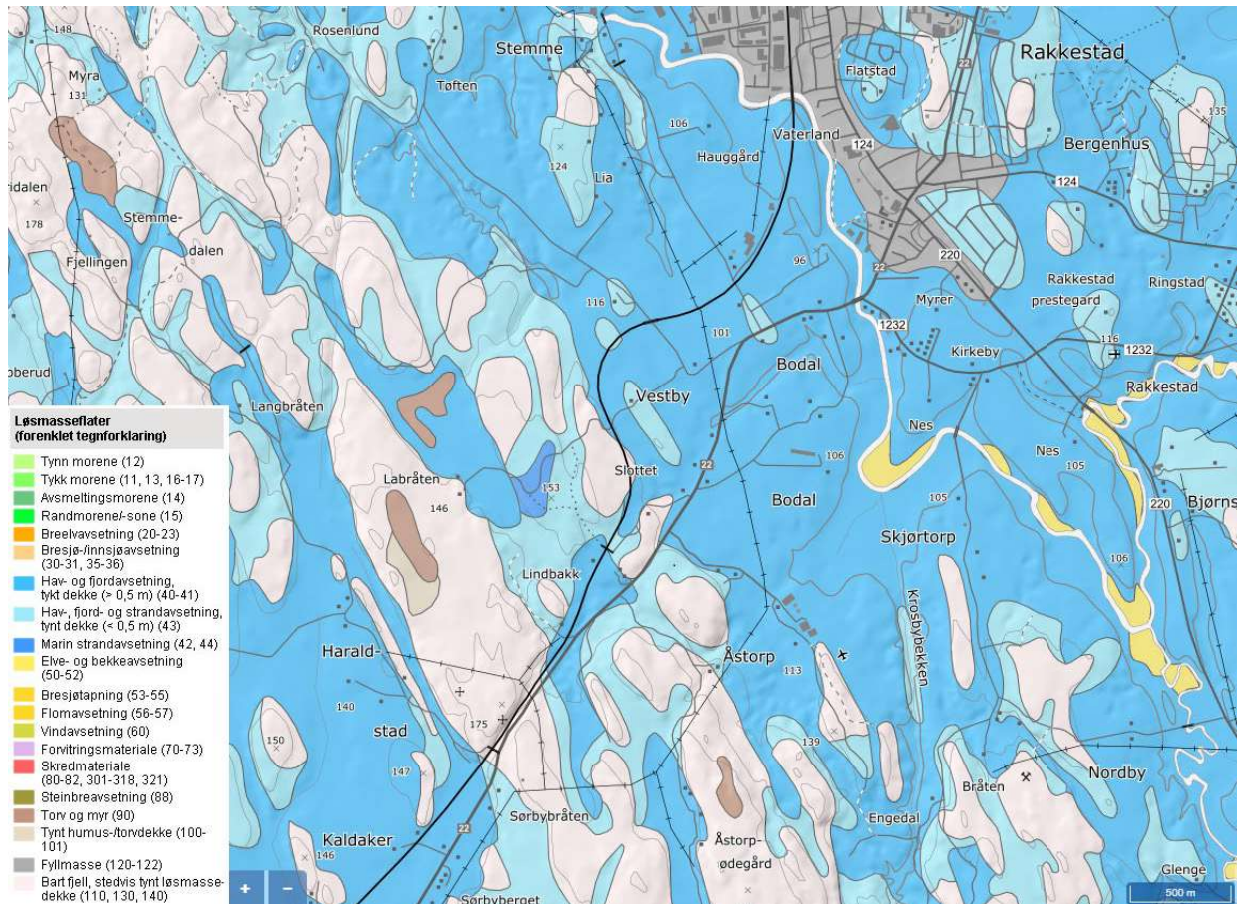 148
Rosenlund
Stemme
Flatstad
22
Rakkestad
Myra
131
Tøften
106
Vaterland
135
124
Hauggård
Bergenhus
124
Lia
124
ridalen
178
Stemme-
dalen
Fjellingen
96
220
22
Rakkestad
prestegard
Ringstad
116
Myrer
101
1232
Kirkeby
116
1232
Bodal
oberud
Langbråten
Vestby
Rakkestad
Nes
Nes
106
22
Slottet
105
Labråten
146
153
Bodal
105
220
Bjørns
Skjørtorp
106
Lindbakk
Krosbybekken
Harald-
stad
Åstorp
113
140
175
150
139
147
Bråten
Nordby
Sørbybråten
Engedal
Kaldaker
22
Åstorp-
ødegård
146
Glenge
Sørbyberget
Løsmasseflater
(forenklet tegnforklaring)
Tynn morene (12)
Tykk morene (11, 13, 16-17)
Avsmeltingsmorene (14)
Randmorene/-sone (15)
Breelvavsetning (20-23)
Bresjø-/innsjøavsetning
(30-31, 35-36)
Hav- og fjordavsetning,
tykt dekke (> 0,5 m) (40-41)
Hav-, fjord- og strandavsetning,
tynt dekke (< 0,5 m) (43)
Marin strandavsetning (42, 44)
Elve- og bekkeavsetning
(50-52)
Bresjøtapning (53-55)
Flomavsetning (56-57)
Vindavsetning (60)
Forvitringsmateriale (70-73)
Skredmateriale
(80-82, 301-318, 321)
Steinbreavsetning (88)
Torv og myr (90)
Tynt humus-/torvdekke (100-
101)
Fyllmasse (120-122)
Bart fjell, stedvis tynt løsmasse-
dekke (110, 130, 140)
+ −
500 m